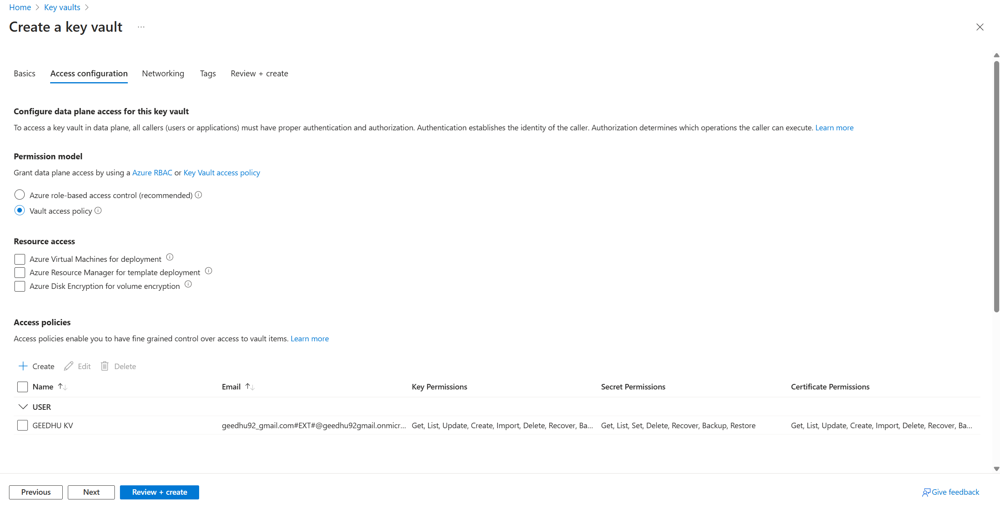 Home > Key vaults >
Create a key vault ...
Basics Access configuration Networking Tags Review + create
Configure data plane access for this key vault
To access a key vault in data plane, all callers (users or applications) must have proper authentication and authorization. Authentication establishes the identity of the caller. Authorization determines which operations the caller can execute. Learn more
Permission model
Grant data plane access by using a Azure RBAC or Key Vault access policy
Azure role-based access control (recommended)
Vault access policy
Resource access
Azure Virtual Machines for deployment
Azure Resource Manager for template deployment
Azure Disk Encryption for volume encryption
Access policies
Access policies enable you to have fine grained control over access to vault items. Learn more
Create Edit Delete
Name Email Key Permissions Secret Permissions Certificate Permissions
USER
GEEDHU KV geedhu92_gmail.com#EXT#@geedhu92gmail.onmicr... Get, List, Update, Create, Import, Delete, Recover, Ba... Get, List, Set, Delete, Recover, Backup, Restore Get, List, Update, Create, Import, Delete, Recover, Ba...
Previous Next Review + create Give feedback